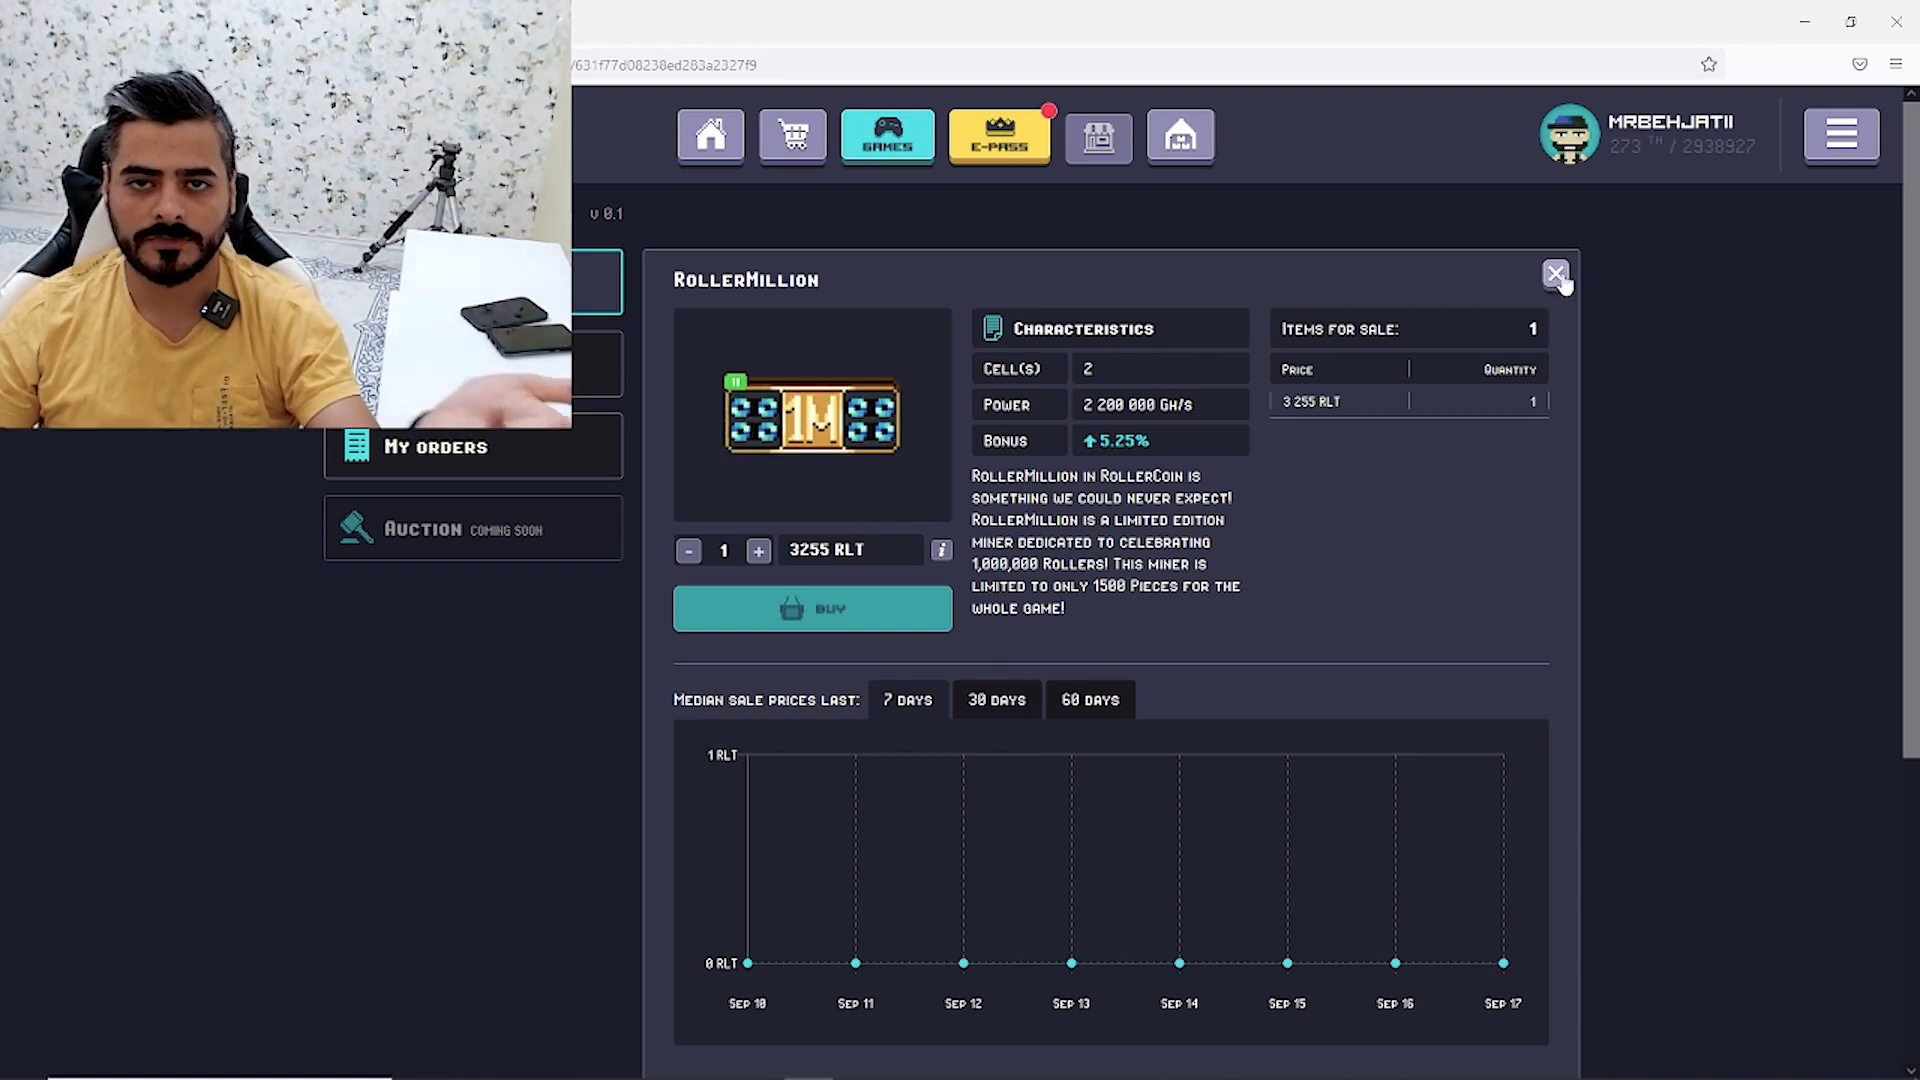 /631f77d08238ed283a2327f9
GAMES
E-PASS
MRBEHJATII
273 TH / 2938927
v 0.1
My orders
Auction coming soon
RollerMillion
1M
- 1 + 3255 RLT i
Buy
Characteristics
Cell(s) 2
Power 2 200 000 Gh/s
Bonus 5.25%
RollerMillion in RollerCoin is
something we could never expect!
RollerMillion is a limited edition
miner dedicated to celebrating
1,000,000 Rollers! This miner is
limited to only 1500 Pieces for the
whole game!
Items for sale: 1
Price Quantity
3 255 RLT 1
Median sale prices last: 7 days 30 days 60 days
1 RLT
0 RLT
Sep 10 Sep 11 Sep 12 Sep 13 Sep 14 Sep 15 Sep 16 Sep 17